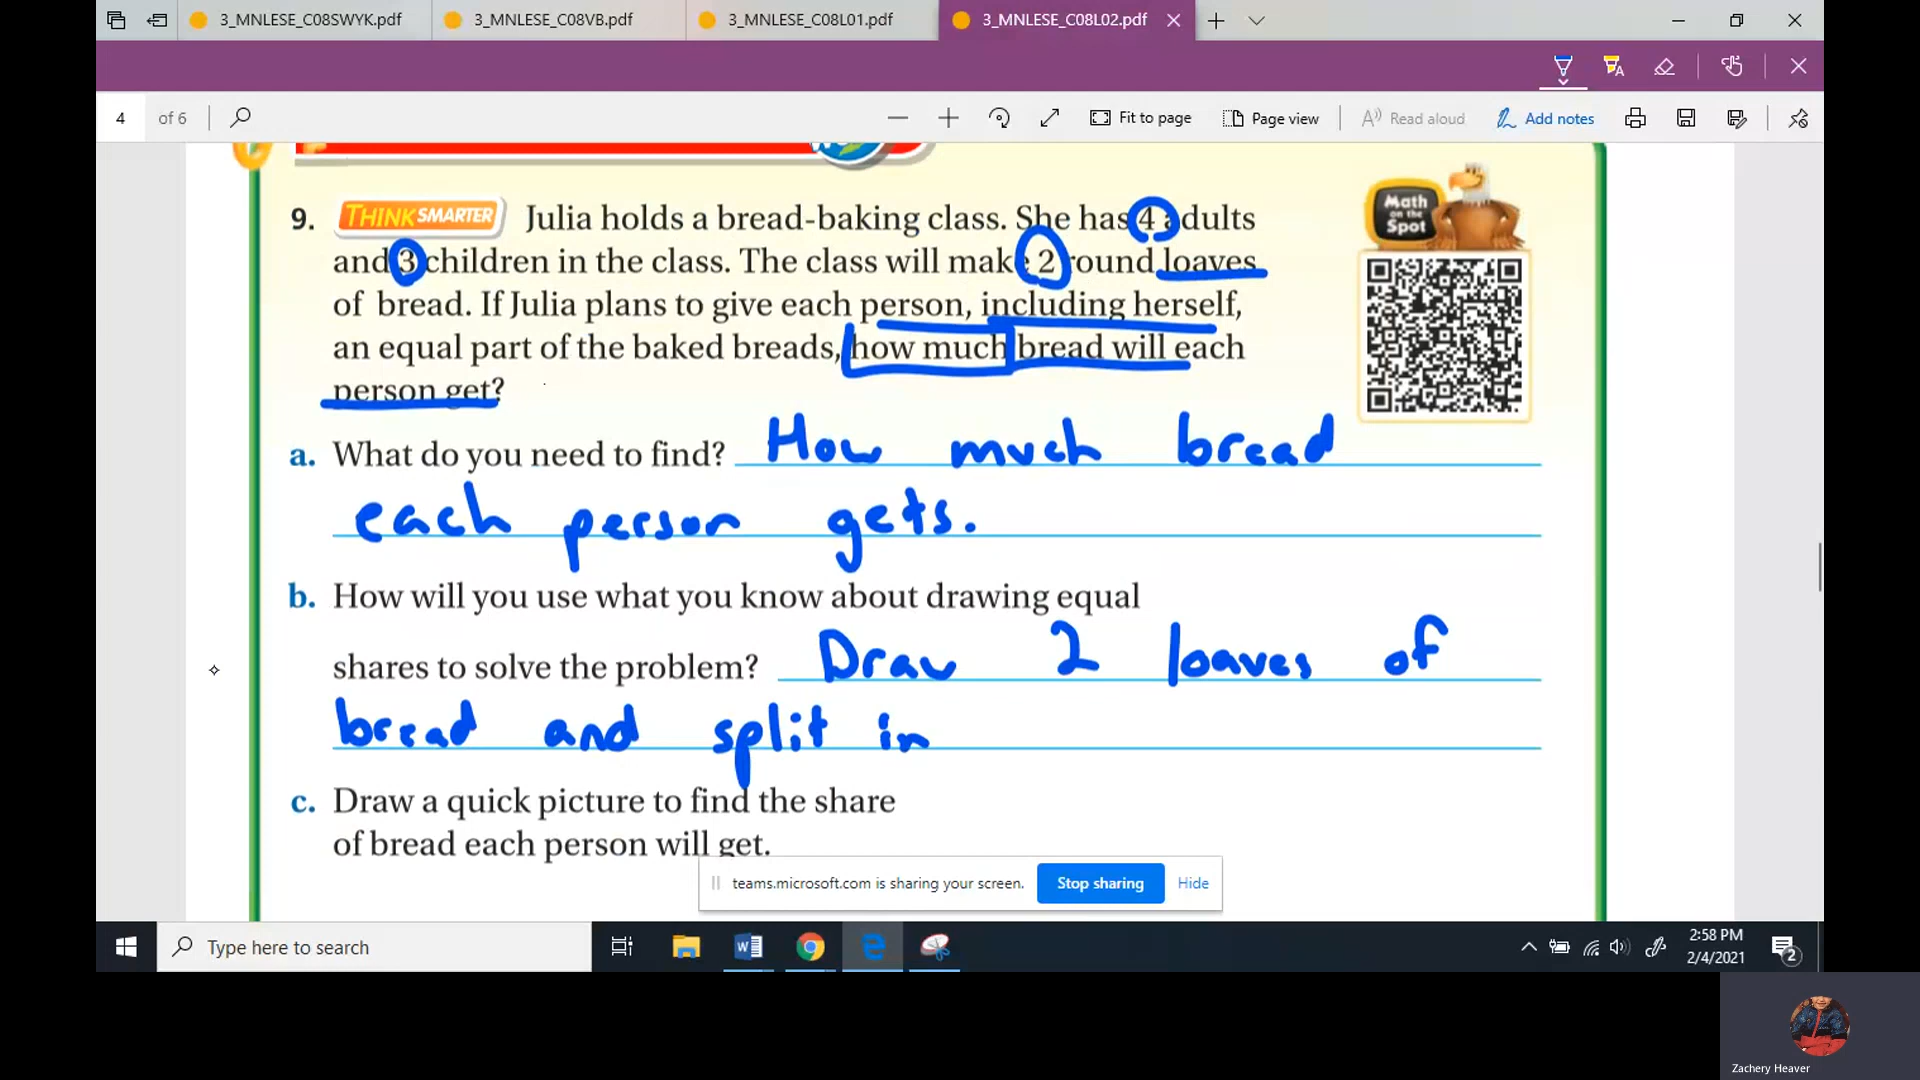 3_MNLESE_C08SWYK.pdf
3_MNLESE_C08VB.pdf
3_MNLESE_C08L01.pdf
3_MNLESE_C08L02.pdf
4 of 6
Fit to page
Page view
Read aloud
Add notes
9. THINK SMARTER Julia holds a bread-baking class. She has 4 adults
and 3 children in the class. The class will make 2 round loaves
of bread. If Julia plans to give each person, including herself,
an equal part of the baked breads, how much bread will each
person get?
Math
on the
Spot
a. What do you need to find? How much bread
each person gets.
b. How will you use what you know about drawing equal
shares to solve the problem? Draw 2 loaves of
bread and split in
c. Draw a quick picture to find the share
of bread each person will get.
teams.microsoft.com is sharing your screen. Stop sharing Hide
Type here to search
2:58 PM
2/4/2021
2
Zachery Heaver